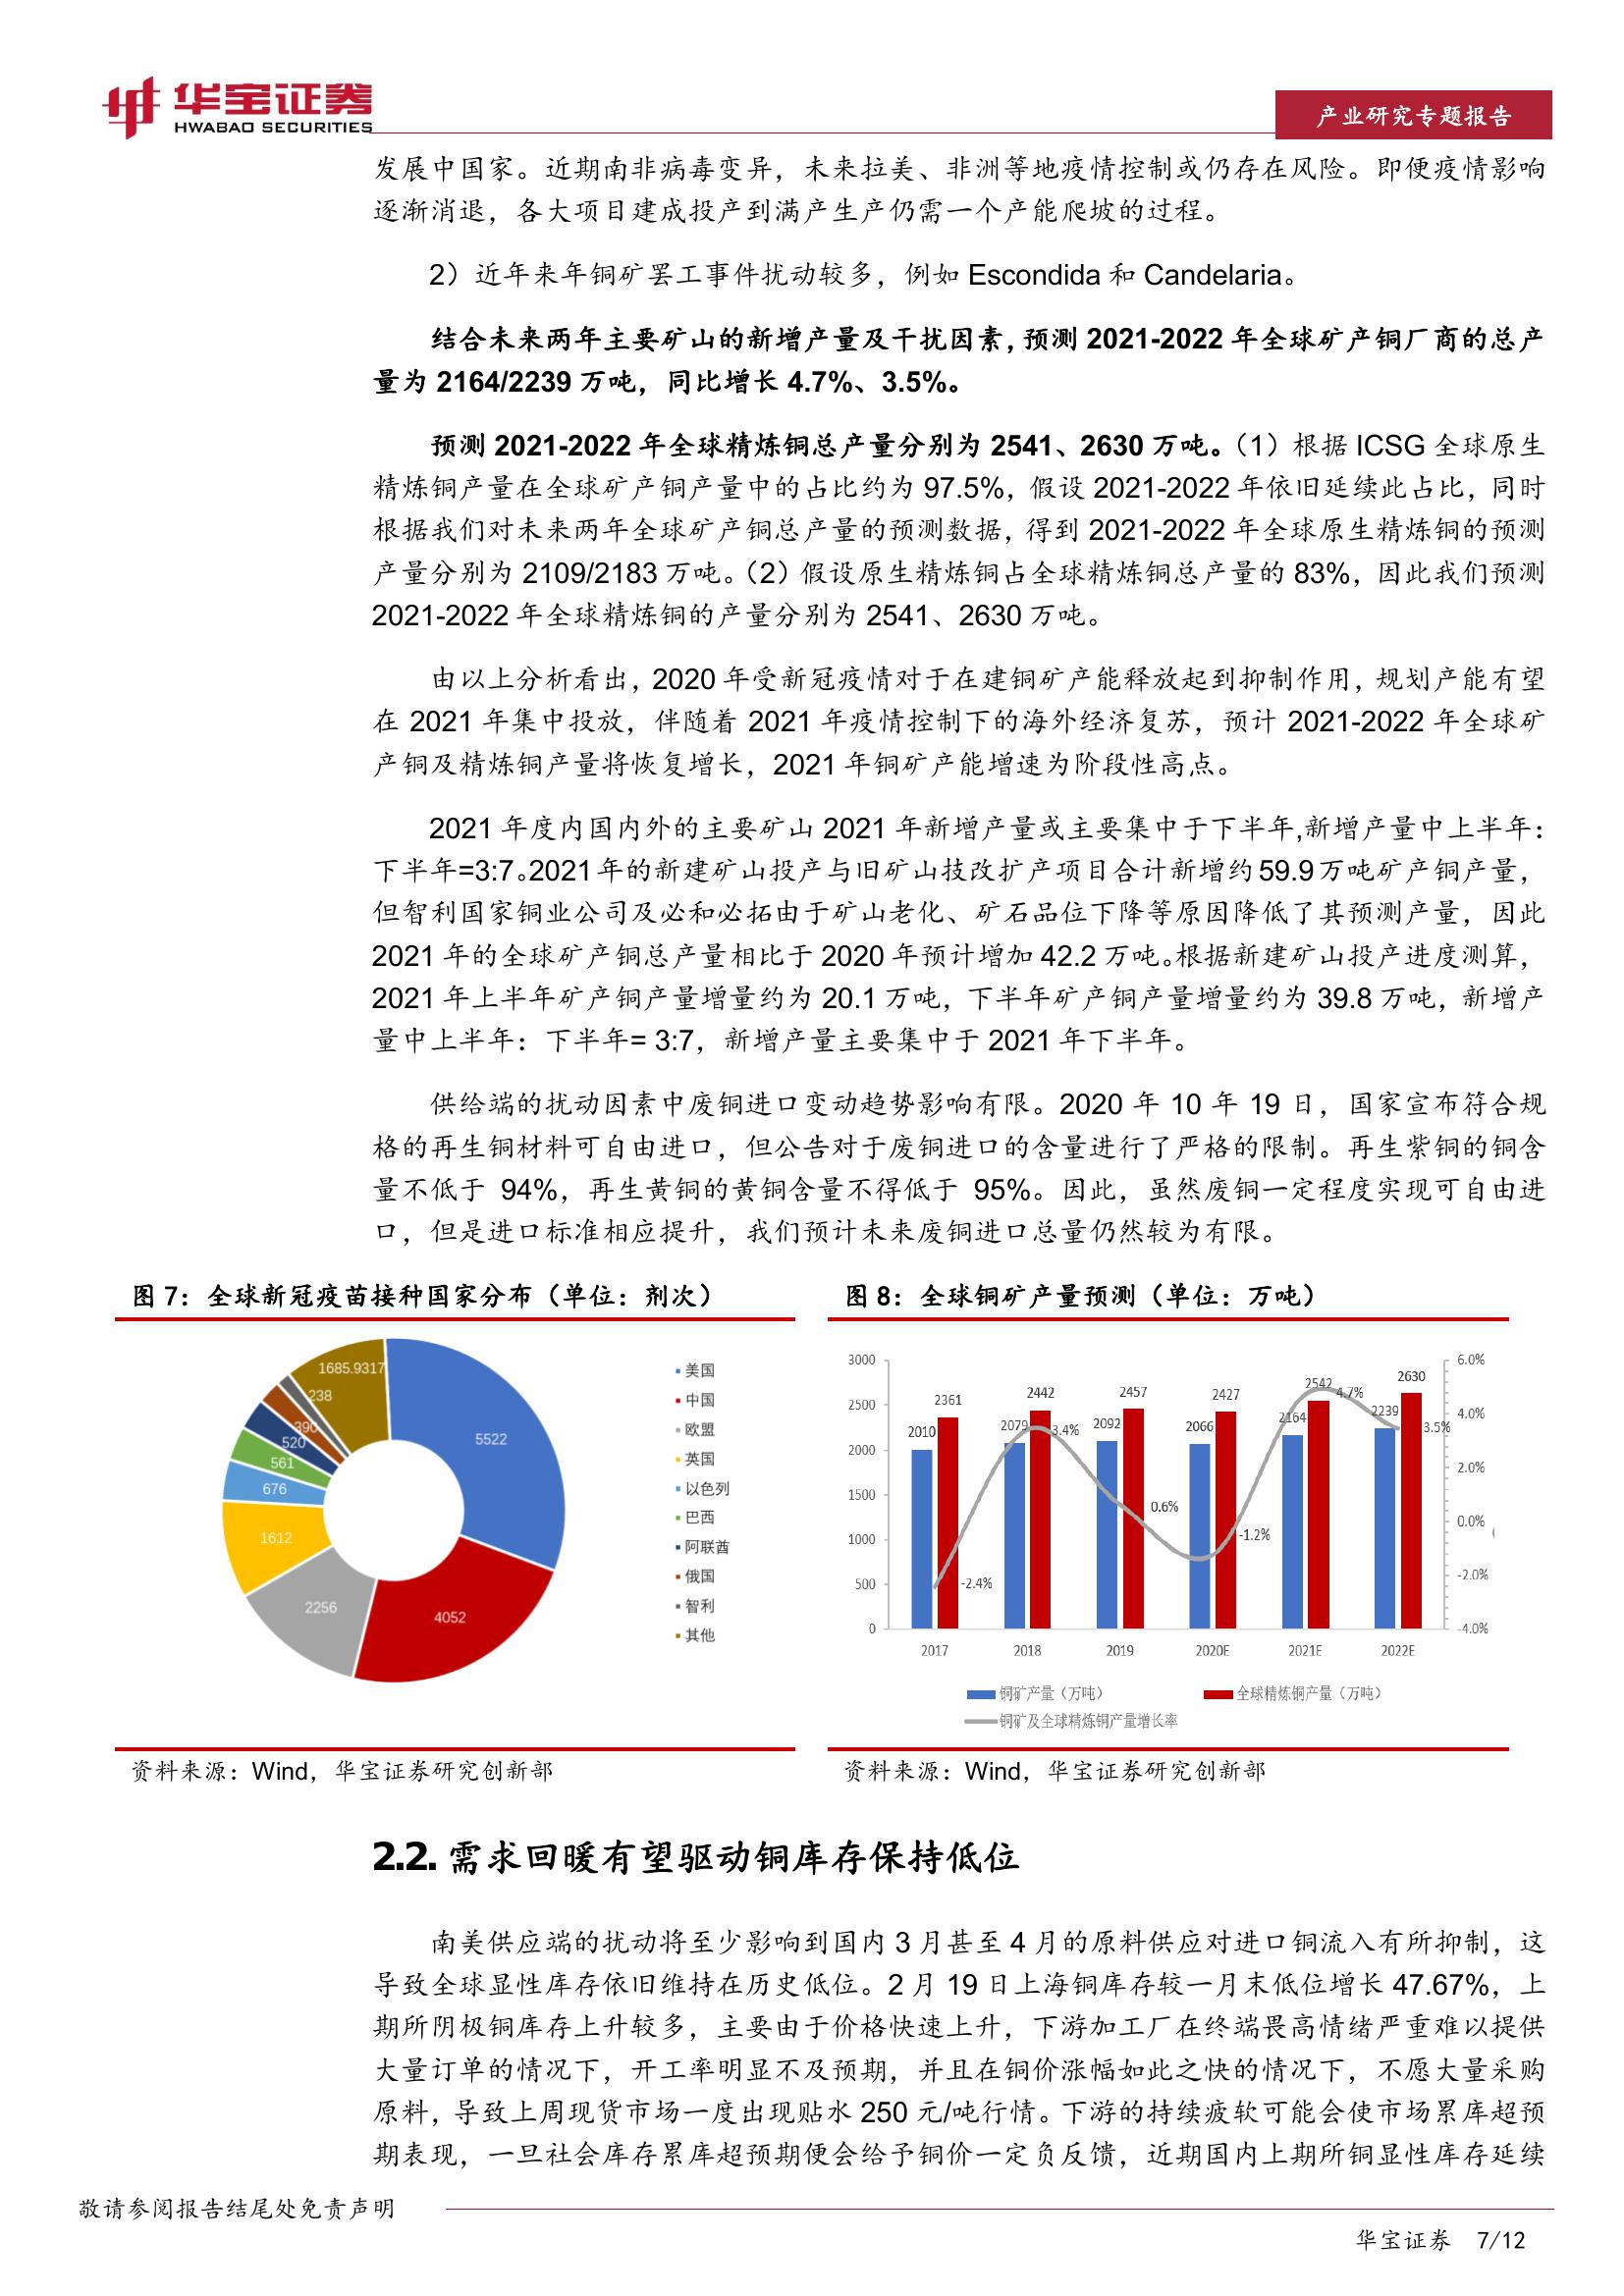 华宝证券
HWABAO SECURITIES
产业研究专题报告
发展中国家。近期南非病毒变异，未来拉美、非洲等地疫情控制或仍存在风险。即便疫情影响
逐渐消退，各大项目建成投产到满产生产仍需一个产能爬坡的过程。
2）近年来年铜矿罢工事件扰动较多，例如 Escondida 和 Candelaria。
结合未来两年主要矿山的新增产量及干扰因素，预测 2021-2022 年全球矿产铜厂商的总产
量为 2164/2239 万吨，同比增长 4.7%、3.5%。
预测 2021-2022 年全球精炼铜总产量分别为 2541、2630 万吨。（1）根据 ICSG 全球原生
精炼铜产量在全球矿产铜产量中的占比约为 97.5%，假设 2021-2022 年依旧延续此占比，同时
根据我们对未来两年全球矿产铜总产量的预测数据，得到 2021-2022 年全球原生精炼铜的预测
产量分别为 2109/2183 万吨。（2）假设原生精炼铜占全球精炼铜总产量的 83%，因此我们预测
2021-2022 年全球精炼铜的产量分别为 2541、2630 万吨。
由以上分析看出，2020 年受新冠疫情对于在建铜矿产能释放起到抑制作用，规划产能有望
在 2021 年集中投放，伴随着 2021 年疫情控制下的海外经济复苏，预计 2021-2022 年全球矿
产铜及精炼铜产量将恢复增长，2021 年铜矿产能增速为阶段性高点。
2021 年度内国内外的主要矿山 2021 年新增产量或主要集中于下半年,新增产量中上半年：
下半年=3:7。2021 年的新建矿山投产与旧矿山技改扩产项目合计新增约 59.9 万吨矿产铜产量，
但智利国家铜业公司及必和必拓由于矿山老化、矿石品位下降等原因降低了其预测产量，因此
2021 年的全球矿产铜总产量相比于 2020 年预计增加 42.2 万吨。根据新建矿山投产进度测算，
2021 年上半年矿产铜产量增量约为 20.1 万吨，下半年矿产铜产量增量约为 39.8 万吨，新增产
量中上半年：下半年= 3:7，新增产量主要集中于 2021 年下半年。
供给端的扰动因素中废铜进口变动趋势影响有限。2020 年 10 年 19 日，国家宣布符合规
格的再生铜材料可自由进口，但公告对于废铜进口的含量进行了严格的限制。再生紫铜的铜含
量不低于 94%，再生黄铜的黄铜含量不得低于 95%。因此，虽然废铜一定程度实现可自由进
口，但是进口标准相应提升，我们预计未来废铜进口总量仍然较为有限。
图 7：全球新冠疫苗接种国家分布（单位：剂次）
1685.9317
238
390
520
561
676
1612
2256
4052
5522
美国
中国
欧盟
英国
以色列
巴西
阿联酋
俄国
智利
其他
资料来源：Wind，华宝证券研究创新部
图 8：全球铜矿产量预测（单位：万吨）
3000
2500
2000
1500
1000
500
0
6.0%
4.0%
2.0%
0.0%
-2.0%
-4.0%
2010 2361 2079 2442 2092 2457 2066 2427 2164 2542 2239 2630
-2.4% 3.4% 0.6% -1.2% 4.7% 3.5%
2017 2018 2019 2020E 2021E 2022E
铜矿产量（万吨） 全球精炼铜产量（万吨）
铜矿及全球精炼铜产量增长率
资料来源：Wind，华宝证券研究创新部
2.2. 需求回暖有望驱动铜库存保持低位
南美供应端的扰动将至少影响到国内 3 月甚至 4 月的原料供应对进口铜流入有所抑制，这
导致全球显性库存依旧维持在历史低位。2 月 19 日上海铜库存较一月末低位增长 47.67%，上
期所阴极铜库存上升较多，主要由于价格快速上升，下游加工厂在终端畏高情绪严重难以提供
大量订单的情况下，开工率明显不及预期，并且在铜价涨幅如此之快的情况下，不愿大量采购
原料，导致上周现货市场一度出现贴水 250 元/吨行情。下游的持续疲软可能会使市场累库超预
期表现，一旦社会库存累库超预期便会给予铜价一定负反馈，近期国内上期所铜显性库存延续
敬请参阅报告结尾处免责声明
华宝证券 7/12